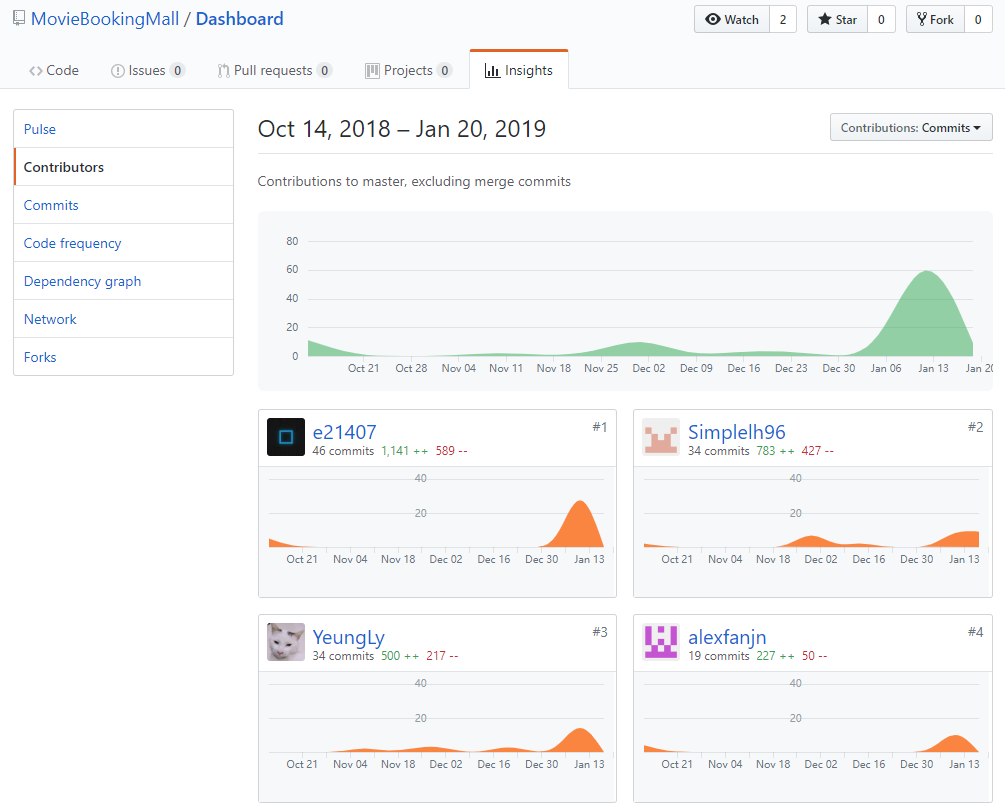 MovieBookingMall / Dashboard
Watch 2 Star 0 Fork 0
Code Issues 0 Pull requests 0 Projects 0 Insights
Pulse
Contributors
Commits
Code frequency
Dependency graph
Network
Forks
Oct 14, 2018 – Jan 20, 2019
Contributions: Commits
Contributions to master, excluding merge commits
80
60
40
20
0
Oct 21 Oct 28 Nov 04 Nov 11 Nov 18 Nov 25 Dec 02 Dec 09 Dec 16 Dec 23 Dec 30 Jan 06 Jan 13 Jan 20
e21407 #1
46 commits 1,141 ++ 589 --
40
20
Oct 21 Nov 04 Nov 18 Dec 02 Dec 16 Dec 30 Jan 13
Simplelh96 #2
34 commits 783 ++ 427 --
40
20
Oct 21 Nov 04 Nov 18 Dec 02 Dec 16 Dec 30 Jan 13
YeungLy #3
34 commits 500 ++ 217 --
40
20
Oct 21 Nov 04 Nov 18 Dec 02 Dec 16 Dec 30 Jan 13
alexfanjn #4
19 commits 227 ++ 50 --
40
20
Oct 21 Nov 04 Nov 18 Dec 02 Dec 16 Dec 30 Jan 13